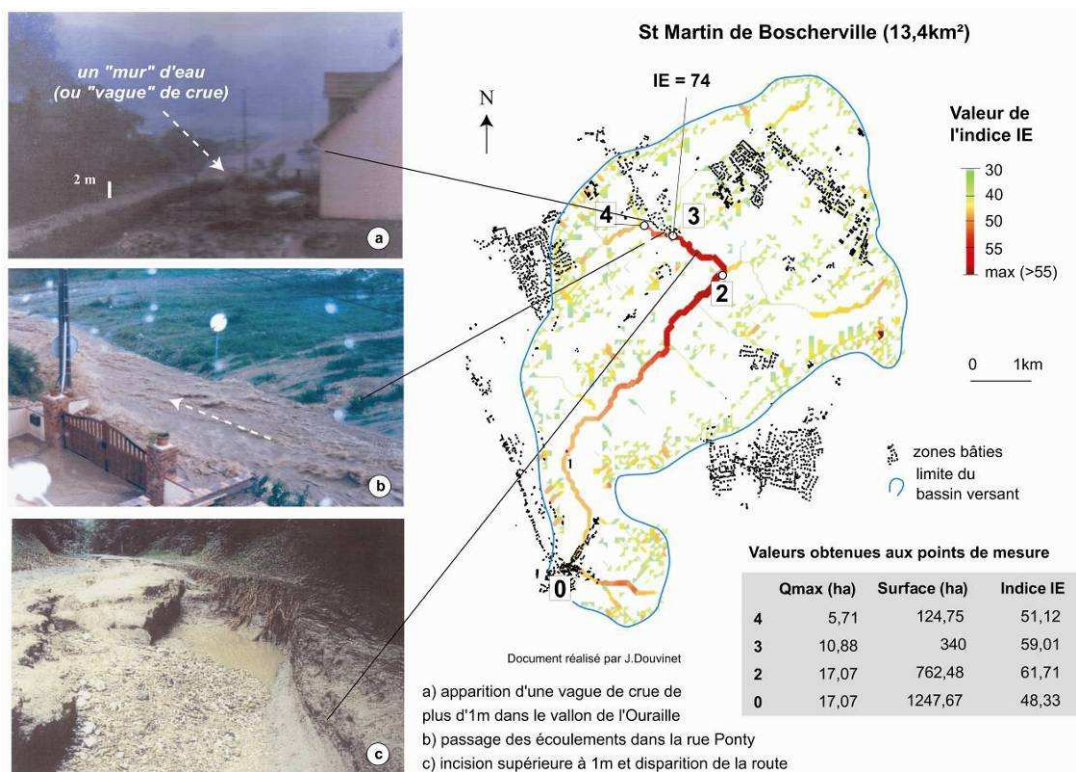 un "mur" d'eau
(ou "vague" de crue)
2 m
a
b
c
St Martin de Boscherville (13,4km²)
IE = 74
N
4
3
2
1
0
Valeur de
l'indice IE
30
40
50
55
max (>55)
0 1km
zones bâties
limite du
bassin versant
Document réalisé par J.Douvinet
a) apparition d'une vague de crue de
plus d'1m dans le vallon de l'Ouraille
b) passage des écoulements dans la rue Ponty
c) incision supérieure à 1m et disparition de la route
Valeurs obtenues aux points de mesure
Qmax (ha) Surface (ha) Indice IE
4 5,71 124,75 51,12
3 10,88 340 59,01
2 17,07 762,48 61,71
0 17,07 1247,67 48,33